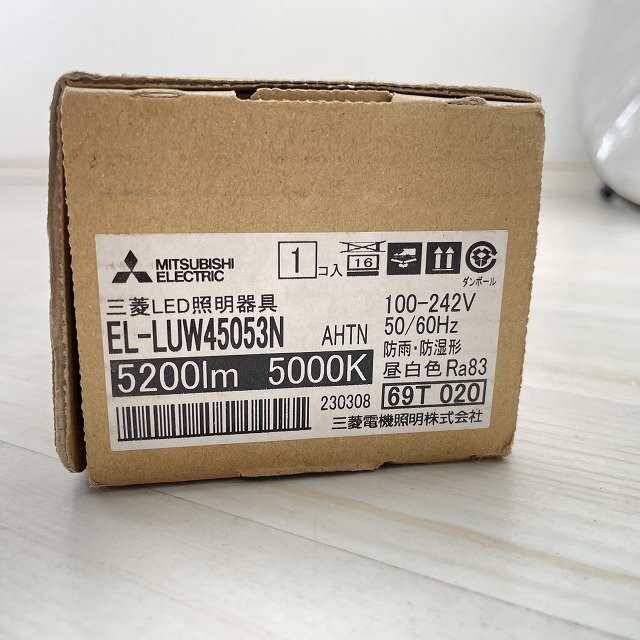 MITSUBISHI
ELECTRIC
1 コ入
16
ダンボール
三菱LED照明器具
EL-LUW45053N AHTN
5200lm 5000K
230308
100-242V
50/60Hz
防雨・防湿形
昼白色 Ra83
69T 020
三菱電機照明株式会社